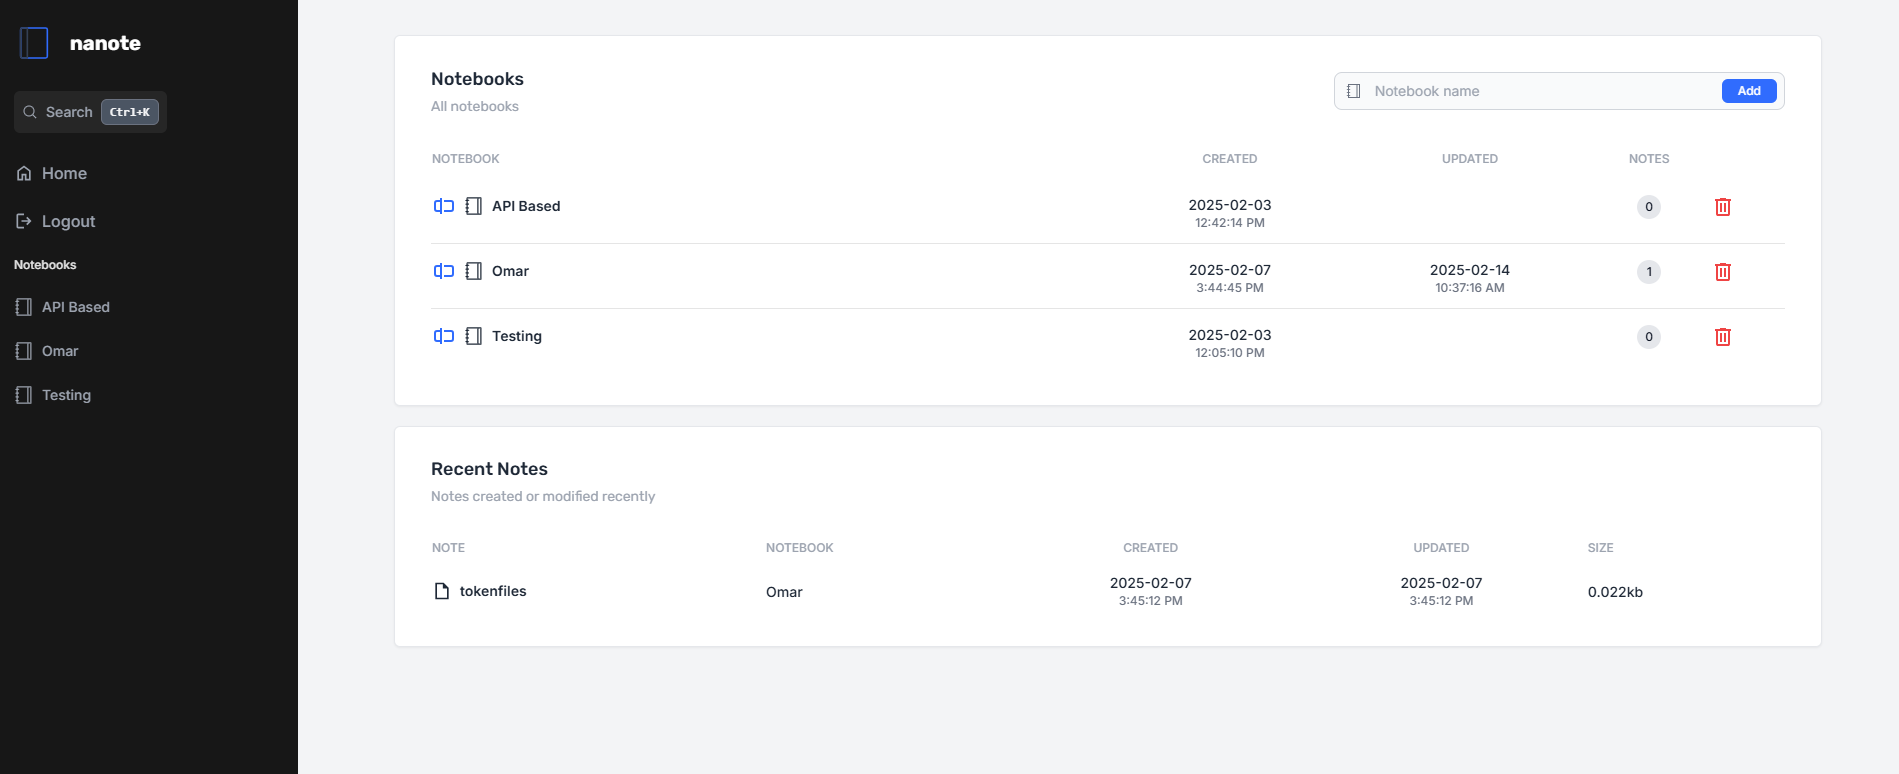 nanote
Search Ctrl+K
Home
Logout
Notebooks
API Based
Omar
Testing
Notebooks
All notebooks
Notebook name Add
NOTEBOOK CREATED UPDATED NOTES
API Based 2025-02-03 0
12:42:14 PM
Omar 2025-02-07 2025-02-14 1
3:44:45 PM 10:37:16 AM
Testing 2025-02-03 0
12:05:10 PM
Recent Notes
Notes created or modified recently
NOTE NOTEBOOK CREATED UPDATED SIZE
tokenfiles Omar 2025-02-07 2025-02-07 0.022kb
3:45:12 PM 3:45:12 PM